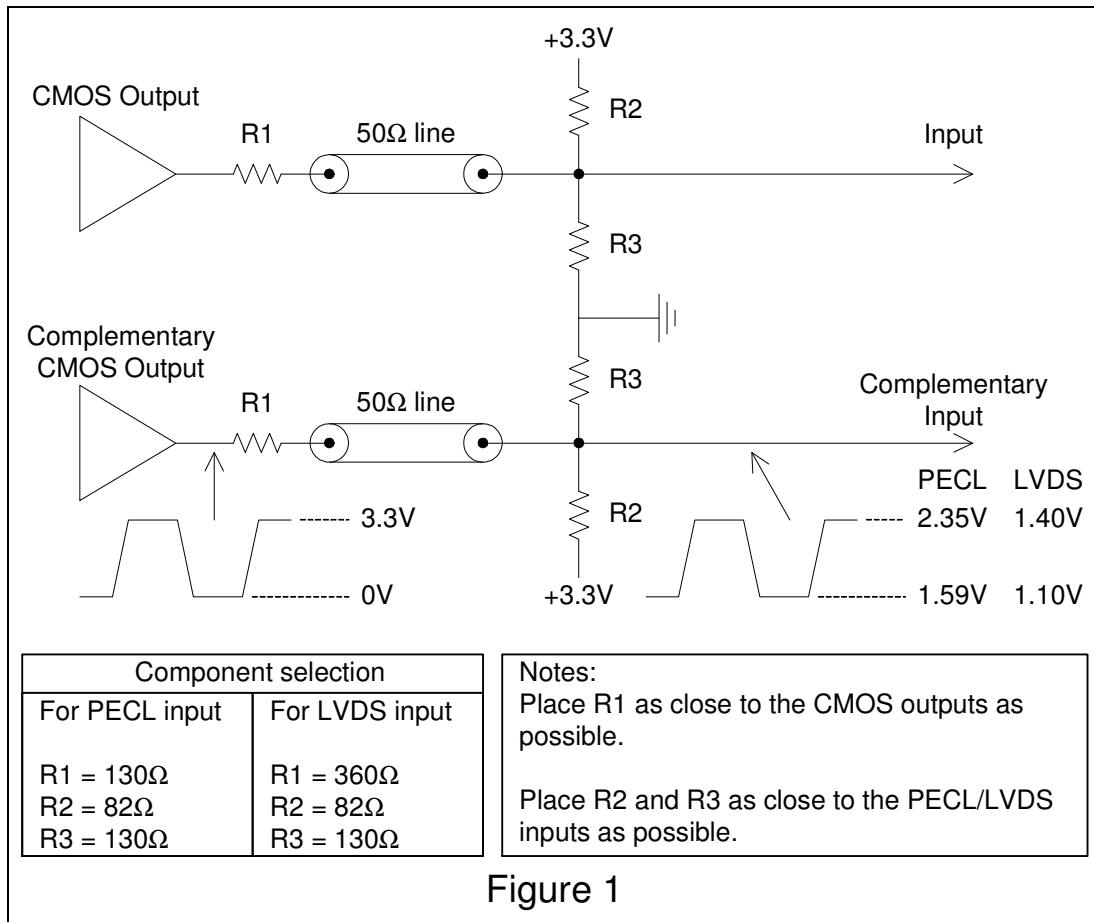 +3.3V
CMOS Output
R1
50Ω line
R2
Input
R3
Complementary
CMOS Output
R1
50Ω line
R3
Complementary
Input
PECL LVDS
R2
3.3V
2.35V 1.40V
0V
+3.3V
1.59V 1.10V
Component selection
For PECL input
R1 = 130Ω
R2 = 82Ω
R3 = 130Ω
For LVDS input
R1 = 360Ω
R2 = 82Ω
R3 = 130Ω
Notes:
Place R1 as close to the CMOS outputs as
possible.
Place R2 and R3 as close to the PECL/LVDS
inputs as possible.
Figure 1